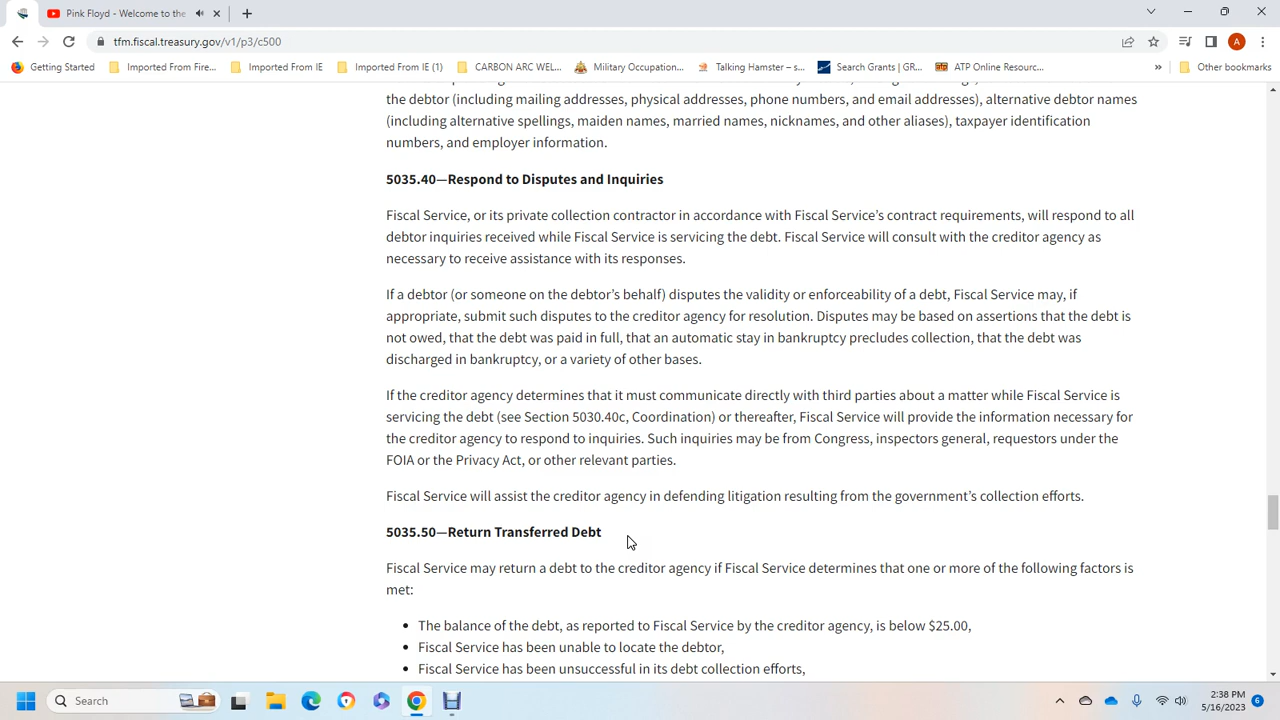 Pink Floyd - Welcome to the
tfm.fiscal.treasury.gov/v1/p3/c500
A
Getting Started
Imported From Fire...
Imported From IE
Imported From IE (1)
CARBON ARC WEL...
Military Occupation...
Talking Hamster – s...
Search Grants | GR...
ATP Online Resourc...
»
Other bookmarks
the debtor (including mailing addresses, physical addresses, phone numbers, and email addresses), alternative debtor names
(including alternative spellings, maiden names, married names, nicknames, and other aliases), taxpayer identification
numbers, and employer information.
5035.40—Respond to Disputes and Inquiries
Fiscal Service, or its private collection contractor in accordance with Fiscal Service’s contract requirements, will respond to all
debtor inquiries received while Fiscal Service is servicing the debt. Fiscal Service will consult with the creditor agency as
necessary to receive assistance with its responses.
If a debtor (or someone on the debtor’s behalf) disputes the validity or enforceability of a debt, Fiscal Service may, if
appropriate, submit such disputes to the creditor agency for resolution. Disputes may be based on assertions that the debt is
not owed, that the debt was paid in full, that an automatic stay in bankruptcy precludes collection, that the debt was
discharged in bankruptcy, or a variety of other bases.
If the creditor agency determines that it must communicate directly with third parties about a matter while Fiscal Service is
servicing the debt (see Section 5030.40c, Coordination) or thereafter, Fiscal Service will provide the information necessary for
the creditor agency to respond to inquiries. Such inquiries may be from Congress, inspectors general, requestors under the
FOIA or the Privacy Act, or other relevant parties.
Fiscal Service will assist the creditor agency in defending litigation resulting from the government’s collection efforts.
5035.50—Return Transferred Debt
Fiscal Service may return a debt to the creditor agency if Fiscal Service determines that one or more of the following factors is
met:
• The balance of the debt, as reported to Fiscal Service by the creditor agency, is below $25.00,
• Fiscal Service has been unable to locate the debtor,
• Fiscal Service has been unsuccessful in its debt collection efforts,
Search
2:38 PM
5/16/2023
6